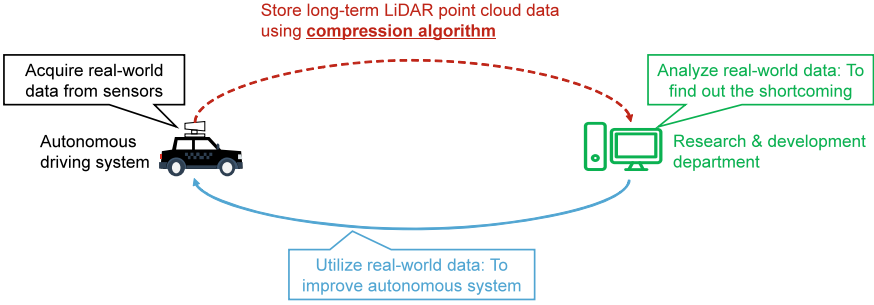 Store long-term LiDAR point cloud data
using compression algorithm
Acquire real-world
data from sensors
Analyze real-world data: To
find out the shortcoming
Autonomous
driving system
Research & development
department
Utilize real-world data: To
improve autonomous system